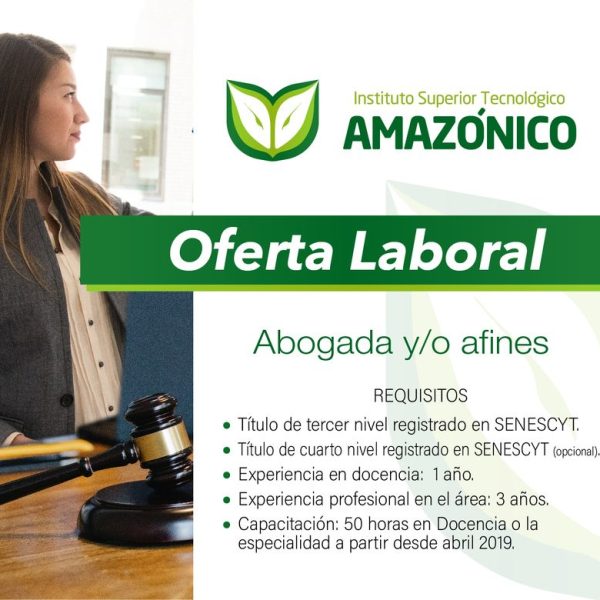 Instituto Superior Tecnológico
AMAZÓNICO
Oferta Laboral
Abogada y/o afines
REQUISITOS
• Título de tercer nivel registrado en SENESCYT.
• Título de cuarto nivel registrado en SENESCYT (opcional).
• Experiencia en docencia: 1 año.
• Experiencia profesional en el área: 3 años.
• Capacitación: 50 horas en Docencia o la
especialidad a partir desde abril 2019.